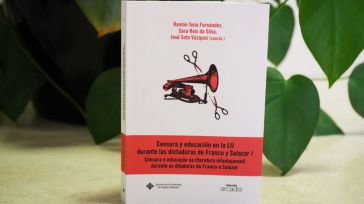 Ramón Tena Fernández,
Sara Reis da Silva,
José Soto Vázquez (coords.)
Censura y educación en la LIJ
durante las dictaduras de Franco y Salazar /
Censura e educação na literatura infantojuvenil
durante as ditaduras de Franco e Salazar
arcadia